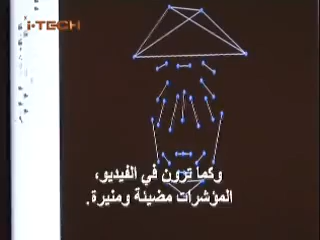 i-TECH
وكما ترون في الفيديو،
المؤشرات مضيئة ومنيرة.